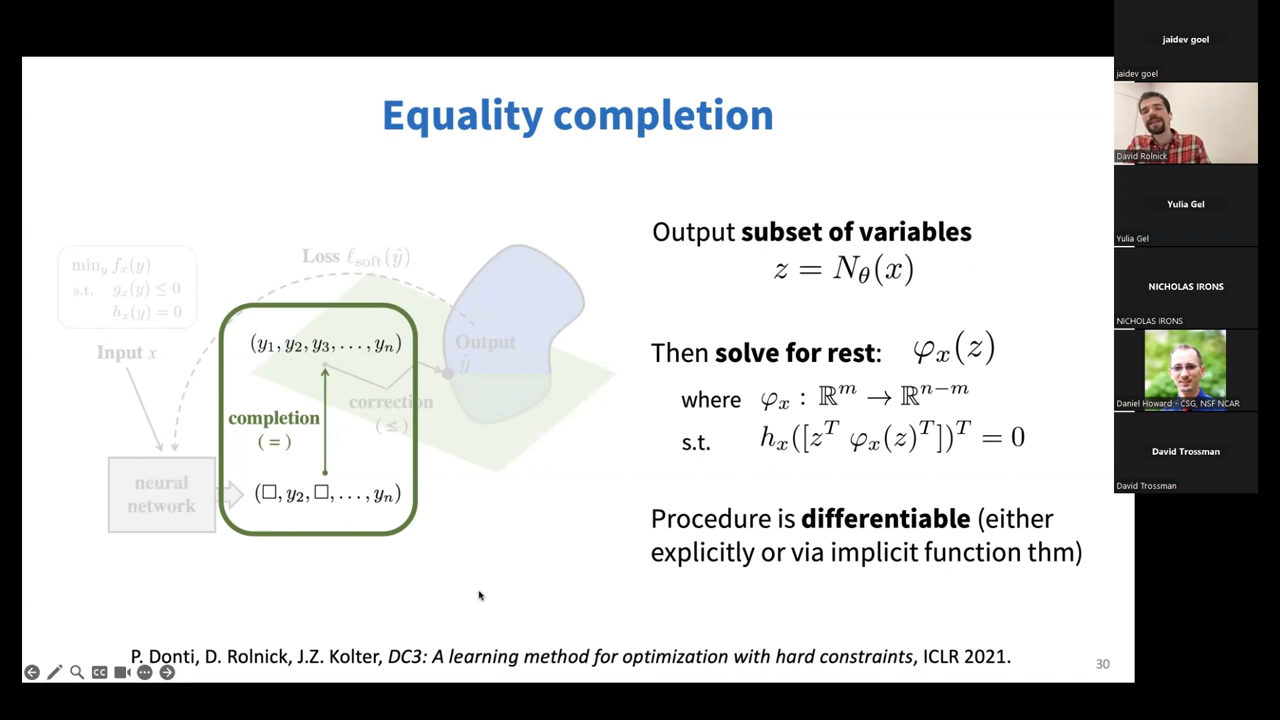 Equality completion
min_y f_x(y)
s.t. g_x(y) ≤ 0
h_x(y) = 0
Input x
neural
network
Loss ℓ_soft(ŷ)
(y₁, y₂, y₃, . . . , yₙ)
completion
( = )
(□, y₂, □, . . . , yₙ)
correction
( ≤ )
Output
ŷ
Output subset of variables
z = N_θ(x)
Then solve for rest: φ_x(z)
where φ_x : ℝ^m → ℝ^{n−m}
s.t. h_x([z^T φ_x(z)^T])^T = 0
Procedure is differentiable (either
explicitly or via implicit function thm)
P. Donti, D. Rolnick, J.Z. Kolter, DC3: A learning method for optimization with hard constraints, ICLR 2021.
CC
30
jaidev goel
jaidev goel
David Rolnick
Yulia Gel
Yulia Gel
NICHOLAS IRONS
NICHOLAS IRONS
Daniel Howard - CSG, NSF NCAR
David Trossman
David Trossman